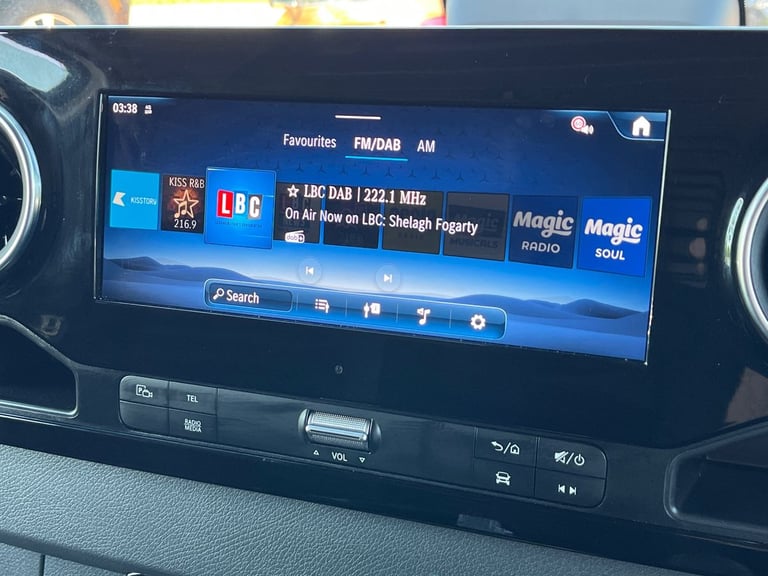 03:38
Favourites FM/DAB AM
KISSTORY
KISS R&B
216.9
LBC
☆ LBC DAB | 222.1 MHz
On Air Now on LBC: Shelagh Fogarty
dab
MUSICALS
Magic
RADIO
Magic
SOUL
Search
TEL
RADIO
MEDIA
VOL